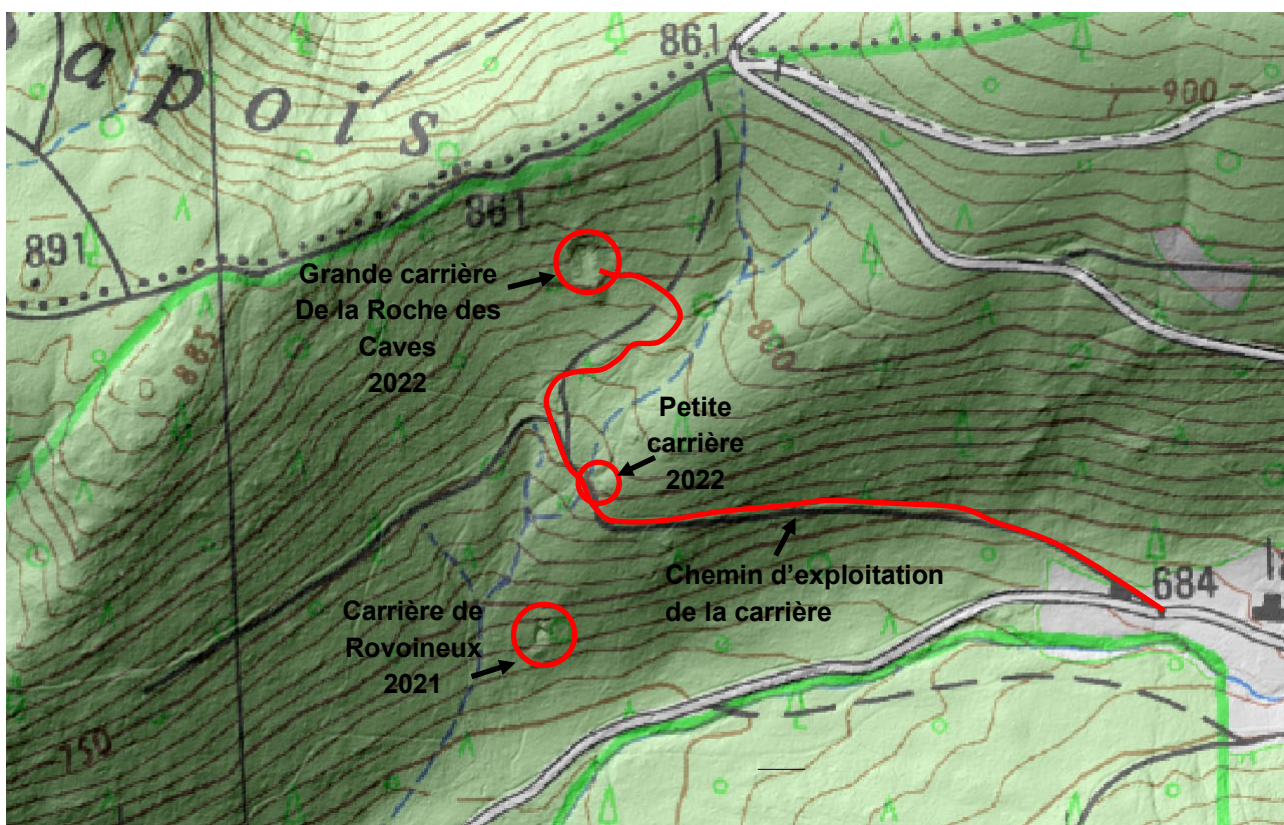 861
apois
900
861
891
Grande carrière
De la Roche des
Caves
2022
885
800
Petite
carrière
2022
Chemin d'exploitation
de la carrière
684
Carrière de
Rovoineux
2021
750